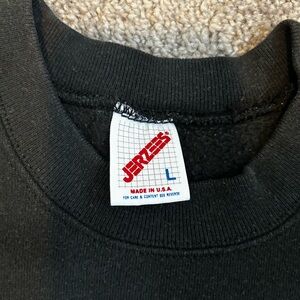 JERZEES
L
MADE IN U.S.A.
FOR CARE & CONTENT SEE REVERSE